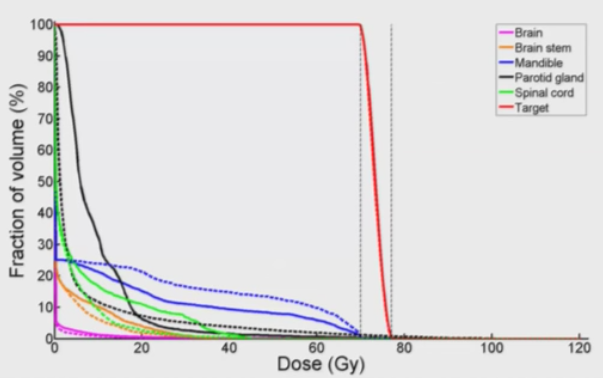 100
90
80
70
60
50
40
30
20
10
0
Fraction of volume (%)
0 20 40 60 80 100 120
Dose (Gy)
Brain
Brain stem
Mandible
Parotid gland
Spinal cord
Target